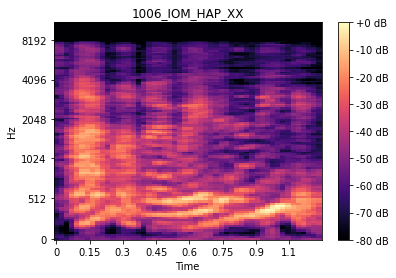 1006_IOM_HAP_XX
+0 dB
8192
-10 dB
4096
-20 dB
-30 dB
2048
Hz
-40 dB
1024
-50 dB
512
-60 dB
-70 dB
0
-80 dB
0 0.15 0.3 0.45 0.6 0.75 0.9 1.1
Time